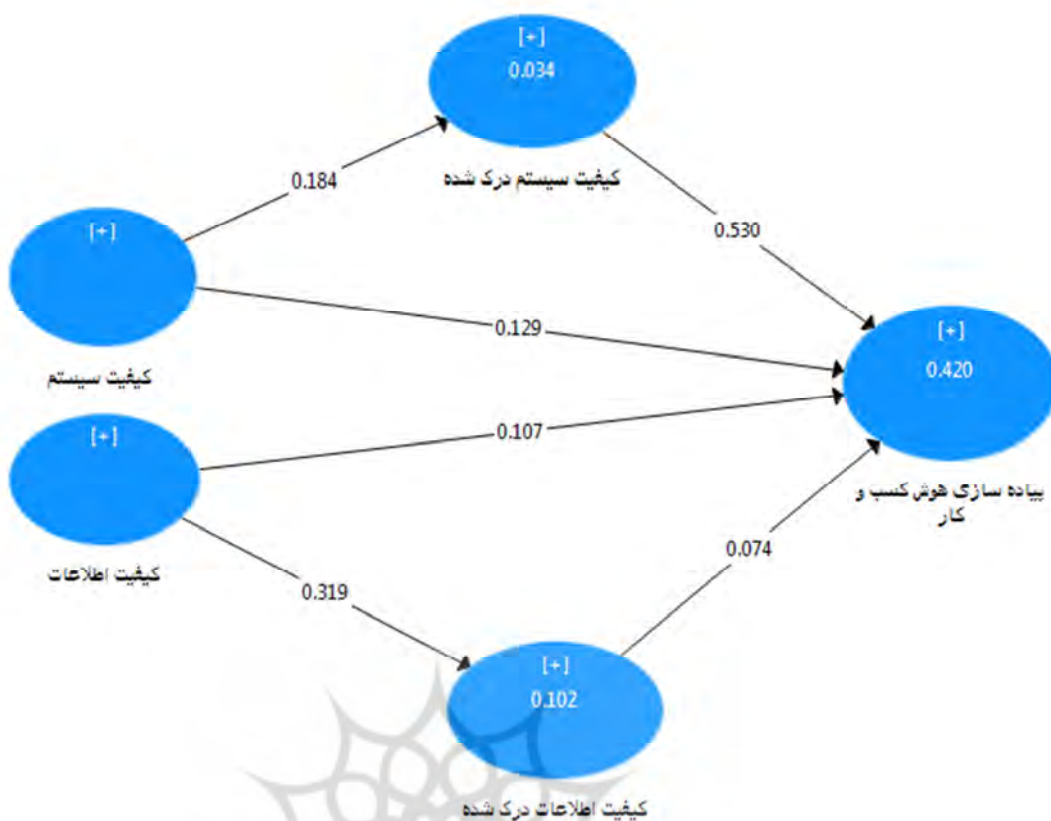 [+]
0.034
کیفیت سیستم درک شده
0.184
0.530
[+]
کیفیت سیستم
0.129
[+]
0.420
پیاده سازی هوش کسب و
کار
[+]
کیفیت اطلاعات
0.107
0.319
0.074
[+]
0.102
کیفیت اطلاعات درک شده